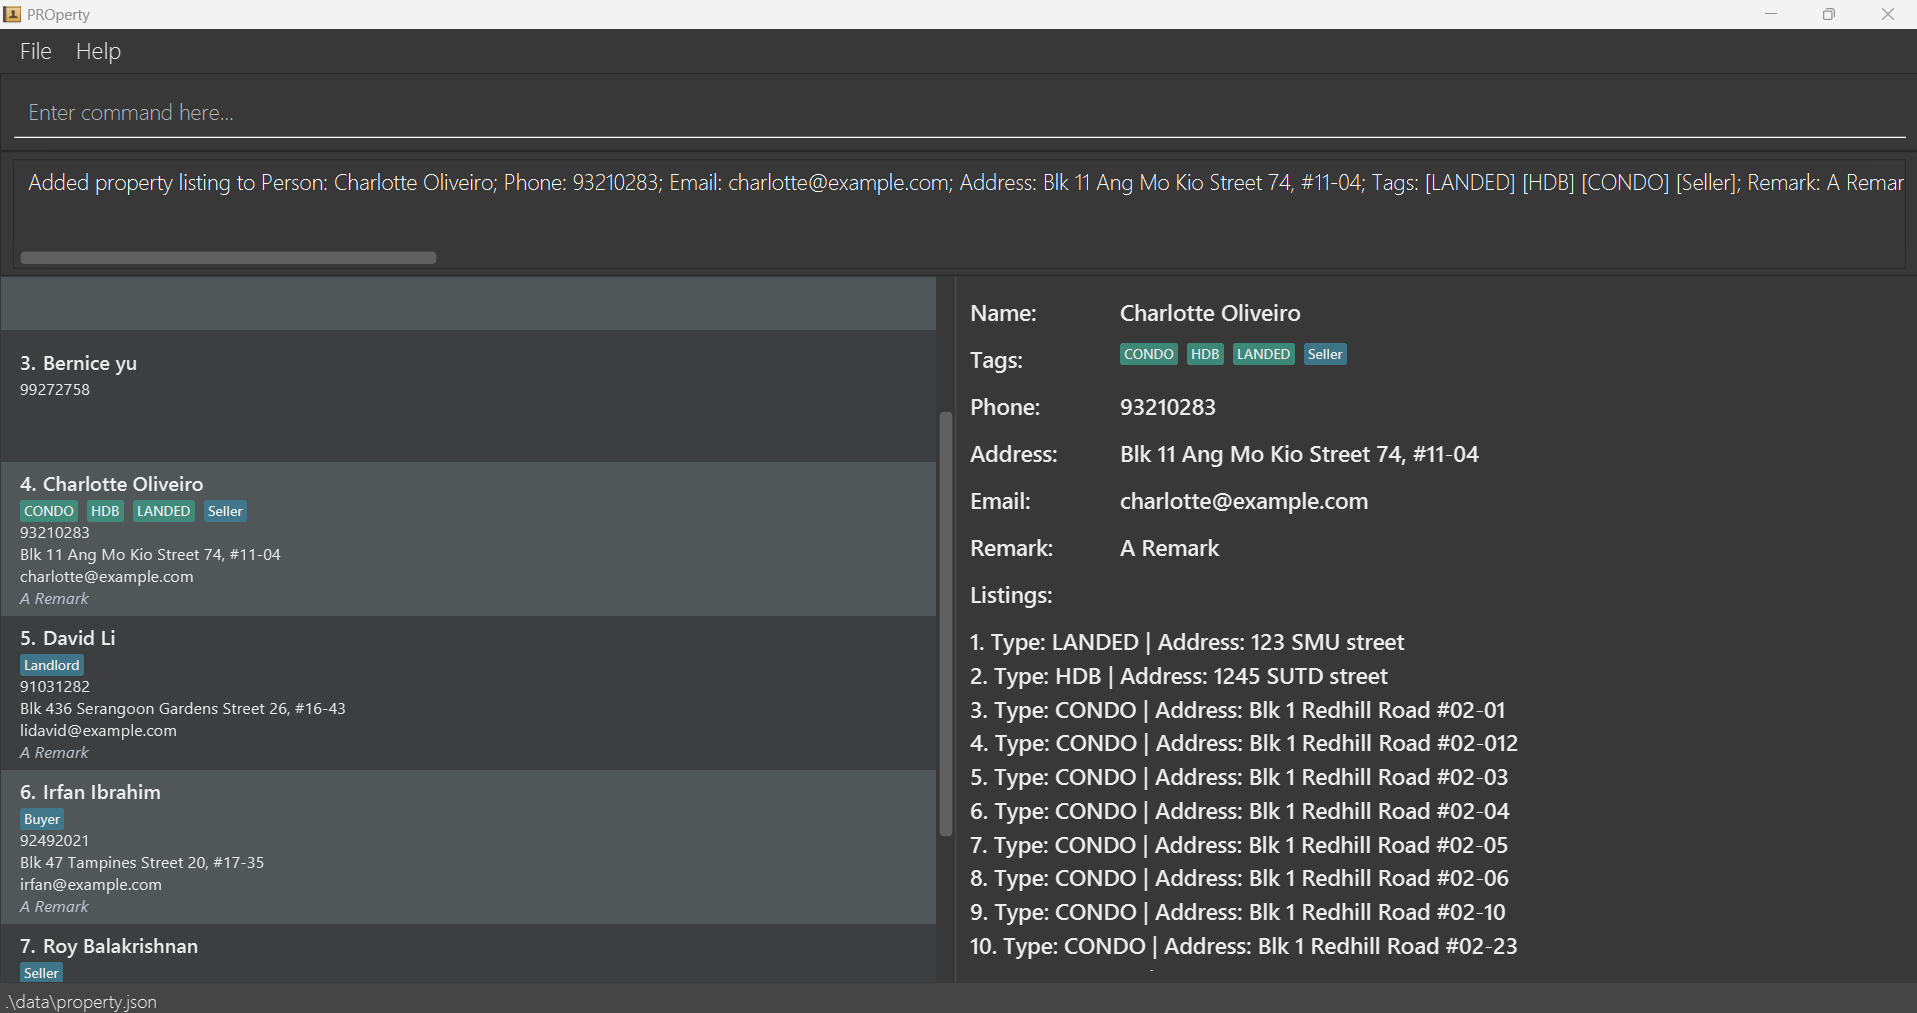 PROperty
File Help
Enter command here...
Added property listing to Person: Charlotte Oliveiro; Phone: 93210283; Email: charlotte@example.com; Address: Blk 11 Ang Mo Kio Street 74, #11-04; Tags: [LANDED] [HDB] [CONDO] [Seller]; Remark: A Remar
3. Bernice yu
99272758
4. Charlotte Oliveiro
CONDO HDB LANDED Seller
93210283
Blk 11 Ang Mo Kio Street 74, #11-04
charlotte@example.com
A Remark
5. David Li
Landlord
91031282
Blk 436 Serangoon Gardens Street 26, #16-43
lidavid@example.com
A Remark
6. Irfan Ibrahim
Buyer
92492021
Blk 47 Tampines Street 20, #17-35
irfan@example.com
A Remark
7. Roy Balakrishnan
Seller
Name: Charlotte Oliveiro
Tags: CONDO HDB LANDED Seller
Phone: 93210283
Address: Blk 11 Ang Mo Kio Street 74, #11-04
Email: charlotte@example.com
Remark: A Remark
Listings:
1. Type: LANDED | Address: 123 SMU street
2. Type: HDB | Address: 1245 SUTD street
3. Type: CONDO | Address: Blk 1 Redhill Road #02-01
4. Type: CONDO | Address: Blk 1 Redhill Road #02-012
5. Type: CONDO | Address: Blk 1 Redhill Road #02-03
6. Type: CONDO | Address: Blk 1 Redhill Road #02-04
7. Type: CONDO | Address: Blk 1 Redhill Road #02-05
8. Type: CONDO | Address: Blk 1 Redhill Road #02-06
9. Type: CONDO | Address: Blk 1 Redhill Road #02-10
10. Type: CONDO | Address: Blk 1 Redhill Road #02-23
.\data\property.json